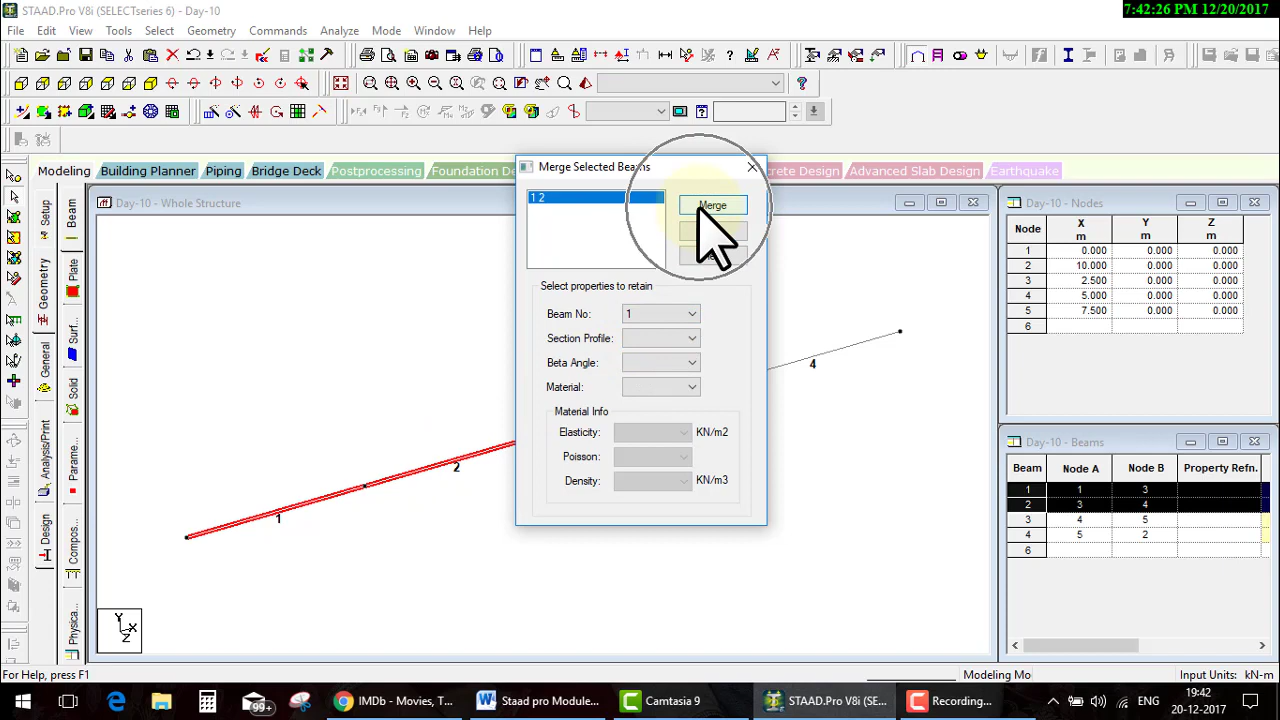 7:42:26 PM 12/20/2017
STAAD.Pro V8i (SELECTseries 6) - Day-10
File Edit View Tools Select Geometry Commands Analyze Mode Window Help
Modeling Building Planner Piping Bridge Deck Postprocessing Foundation De crete Design Advanced Slab Design Earthquake
Setup
Geometry
General
Analysis/Print
Design
Beam
Plate
Surf...
Solid
Parame...
Compos...
Physica...
Day-10 - Whole Structure
1
2
4
Y
X
Z
Merge Selected Beams
1 2
Merge
Select properties to retain
Beam No: 1
Section Profile:
Beta Angle:
Material:
Material Info
Elasticity: KN/m2
Poisson:
Density: KN/m3
Day-10 - Nodes
Node X m Y m Z m
1 0.000 0.000 0.000
2 10.000 0.000 0.000
3 2.500 0.000 0.000
4 5.000 0.000 0.000
5 7.500 0.000 0.000
6
Day-10 - Beams
Beam Node A Node B Property Refn.
1 1 3
2 3 4
3 4 5
4 5 2
6
For Help, press F1
Modeling Mo
Input Units: kN-m
99+
IMDb - Movies, T...
Staad pro Module...
Camtasia 9
STAAD.Pro V8i (SE...
Recording...
ENG
19:42
20-12-2017